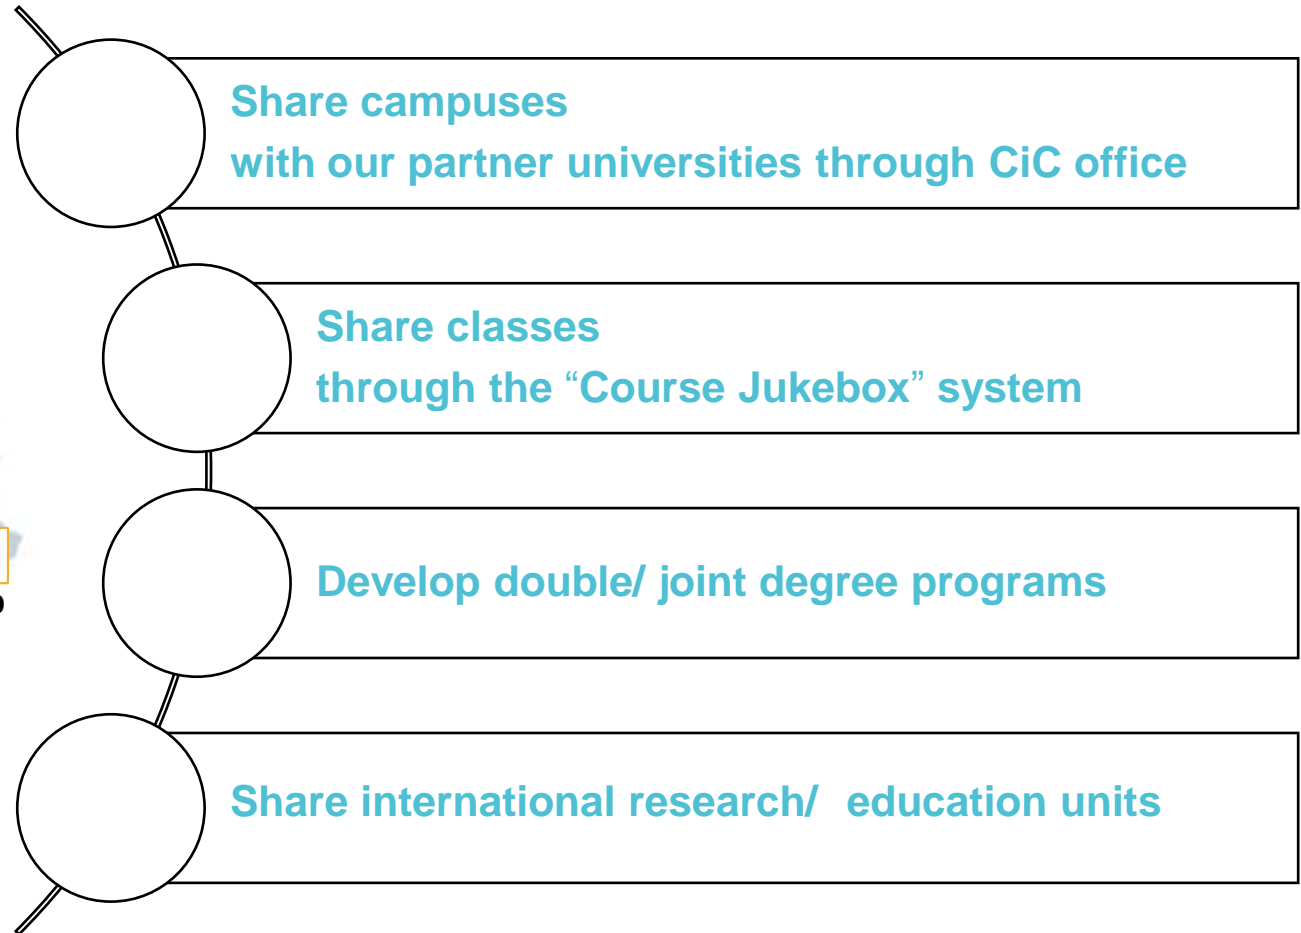 Share campuses
with our partner universities through CiC office
Share classes
through the “Course Jukebox” system
Develop double/ joint degree programs
Share international research/ education units